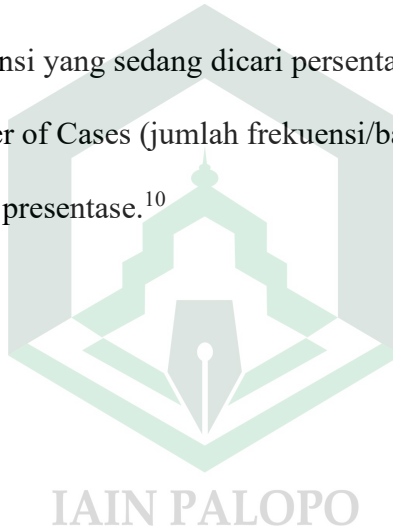 nsi yang sedang dicari persenta
er of Cases (jumlah frekuensi/ba
presentase.10
IAIN PALOPO